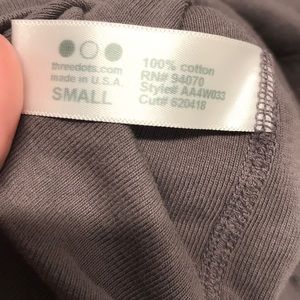 threedots.com
made in U.S.A.
SMALL
100% cotton
RN# 94070
Style# AA4W033
Cut# 620418